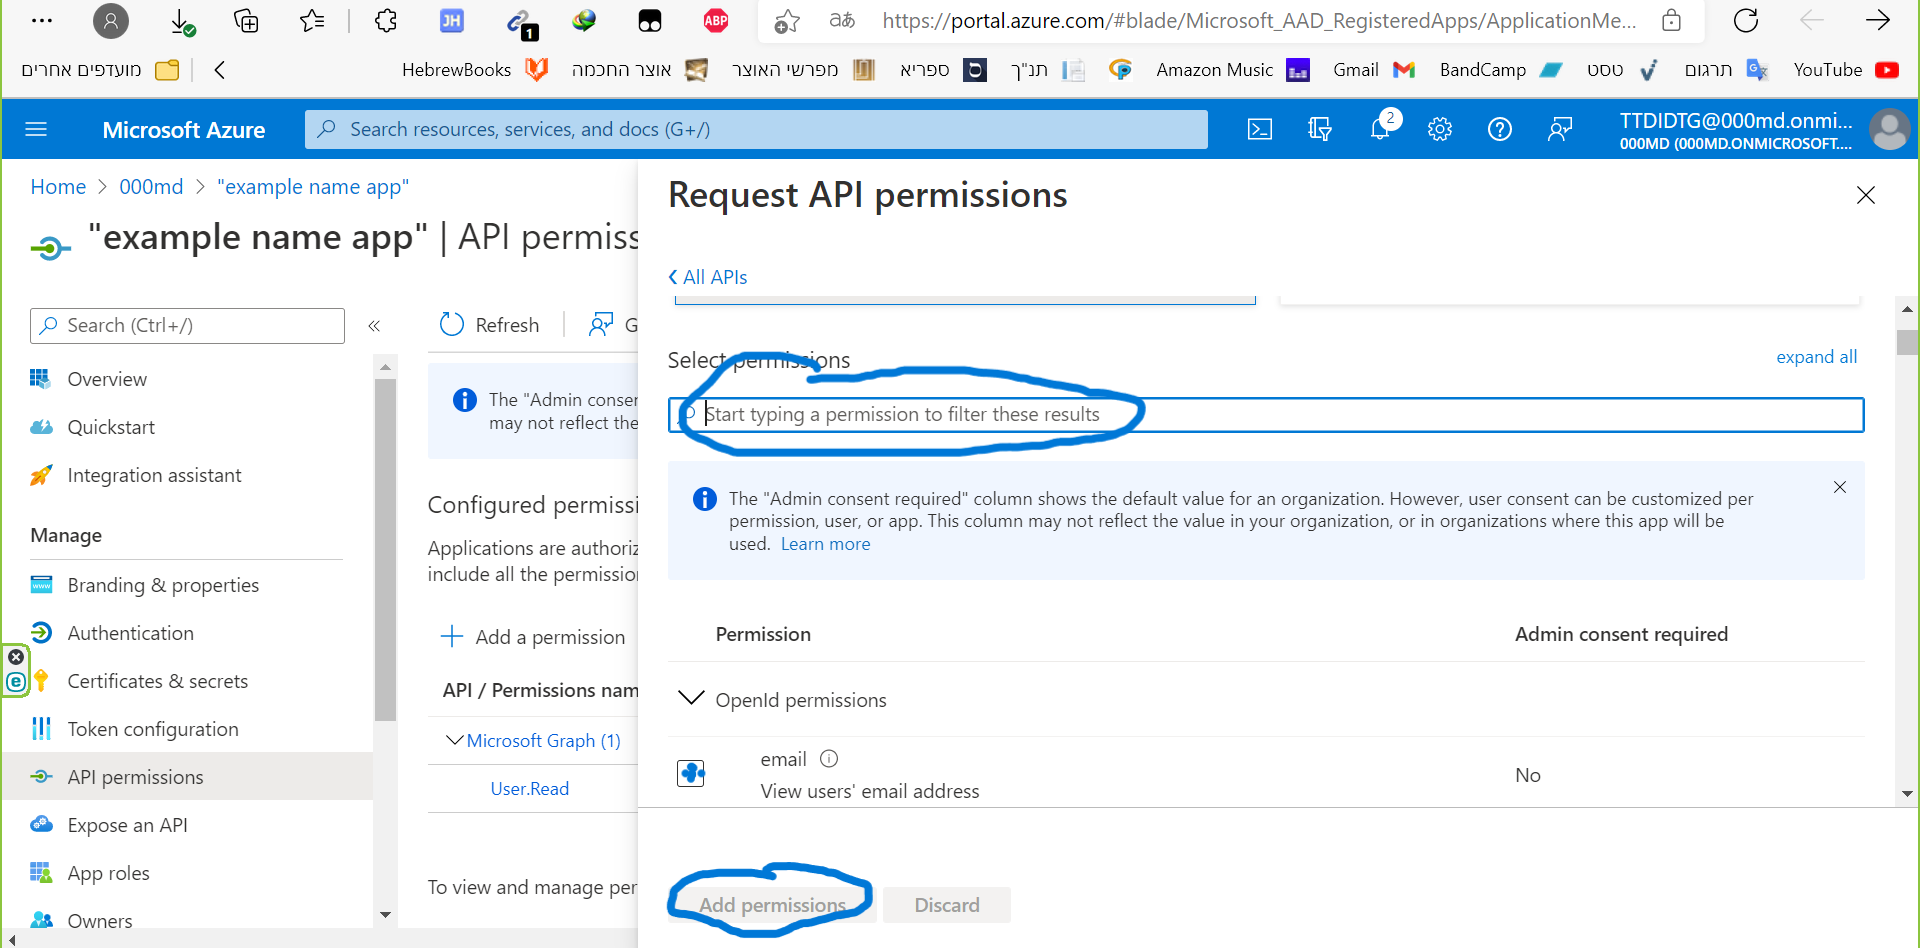 https://portal.azure.com/#blade/Microsoft_AAD_RegisteredApps/ApplicationMe...
1
מועדפים אחרים
HebrewBooks
אוצר החכמה
מפרשי האוצר
ספריא
תנ"ך
Amazon Music
Gmail
BandCamp
טסט
תרגום
YouTube
Microsoft Azure
Search resources, services, and docs (G+/)
2
TTDIDTG@000md.onmi...
000MD (000MD.ONMICROSOFT....
Home > 000md > "example name app"
"example name app" | API permiss
Search (Ctrl+/)
«
Overview
Quickstart
Integration assistant
Manage
Branding & properties
Authentication
Certificates & secrets
Token configuration
API permissions
Expose an API
App roles
Owners
Refresh
G
The "Admin conser
may not reflect the
Configured permissi
Applications are authoriz
include all the permission
Add a permission
API / Permissions nam
Microsoft Graph (1)
User.Read
To view and manage per
Request API permissions
All APIs
Select permissions
expand all
Start typing a permission to filter these results
The "Admin consent required" column shows the default value for an organization. However, user consent can be customized per
permission, user, or app. This column may not reflect the value in your organization, or in organizations where this app will be
used. Learn more
Permission
Admin consent required
OpenId permissions
email
View users' email address
No
Add permissions
Discard
JH
ABP